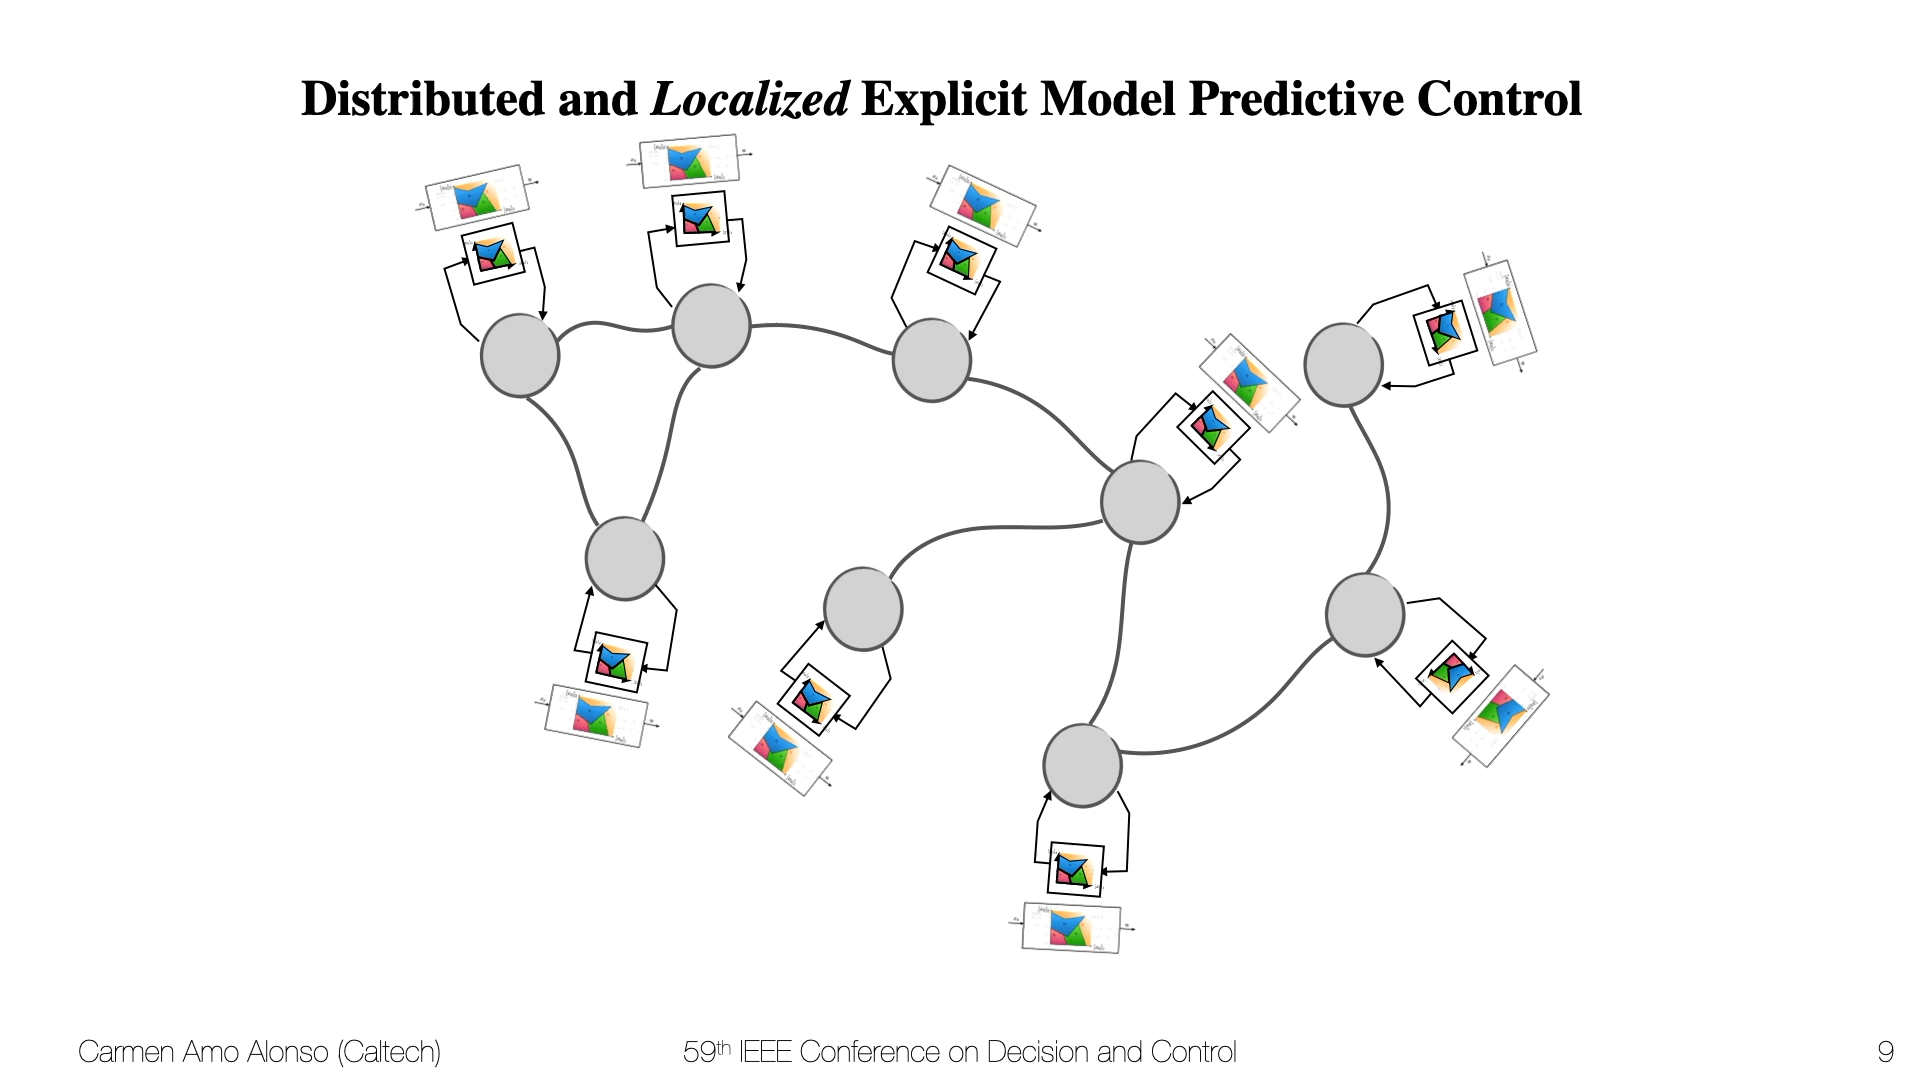 Distributed and Localized Explicit Model Predictive Control
Carmen Amo Alonso (Caltech)
59th IEEE Conference on Decision and Control
9